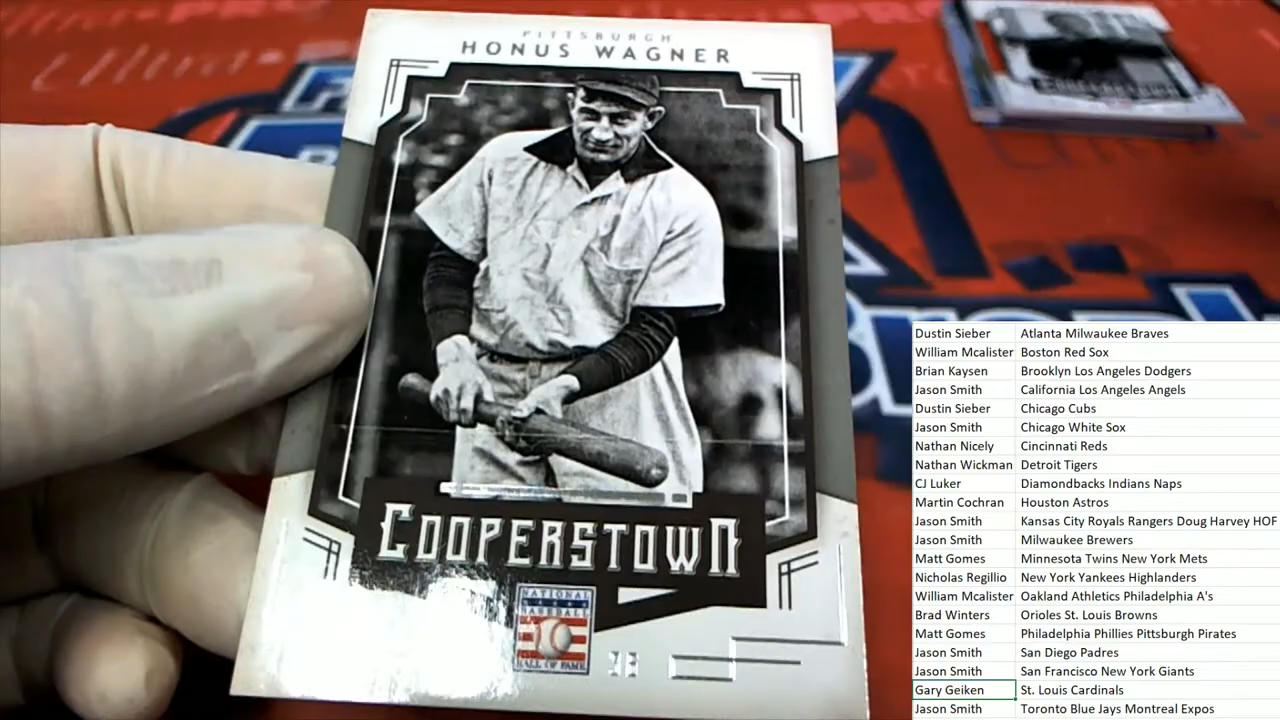 PITTSBURGH
HONUS WAGNER
COOPERSTOWN
NATIONAL
BASEBALL
HALL OF FAME
Dustin Sieber Atlanta Milwaukee Braves
William Mcalister Boston Red Sox
Brian Kaysen Brooklyn Los Angeles Dodgers
Jason Smith California Los Angeles Angels
Dustin Sieber Chicago Cubs
Jason Smith Chicago White Sox
Nathan Nicely Cincinnati Reds
Nathan Wickman Detroit Tigers
CJ Luker Diamondbacks Indians Naps
Martin Cochran Houston Astros
Jason Smith Kansas City Royals Rangers Doug Harvey HOF
Jason Smith Milwaukee Brewers
Matt Gomes Minnesota Twins New York Mets
Nicholas Regillio New York Yankees Highlanders
William Mcalister Oakland Athletics Philadelphia A's
Brad Winters Orioles St. Louis Browns
Matt Gomes Philadelphia Phillies Pittsburgh Pirates
Jason Smith San Diego Padres
Jason Smith San Francisco New York Giants
Gary Geiken St. Louis Cardinals
Jason Smith Toronto Blue Jays Montreal Expos